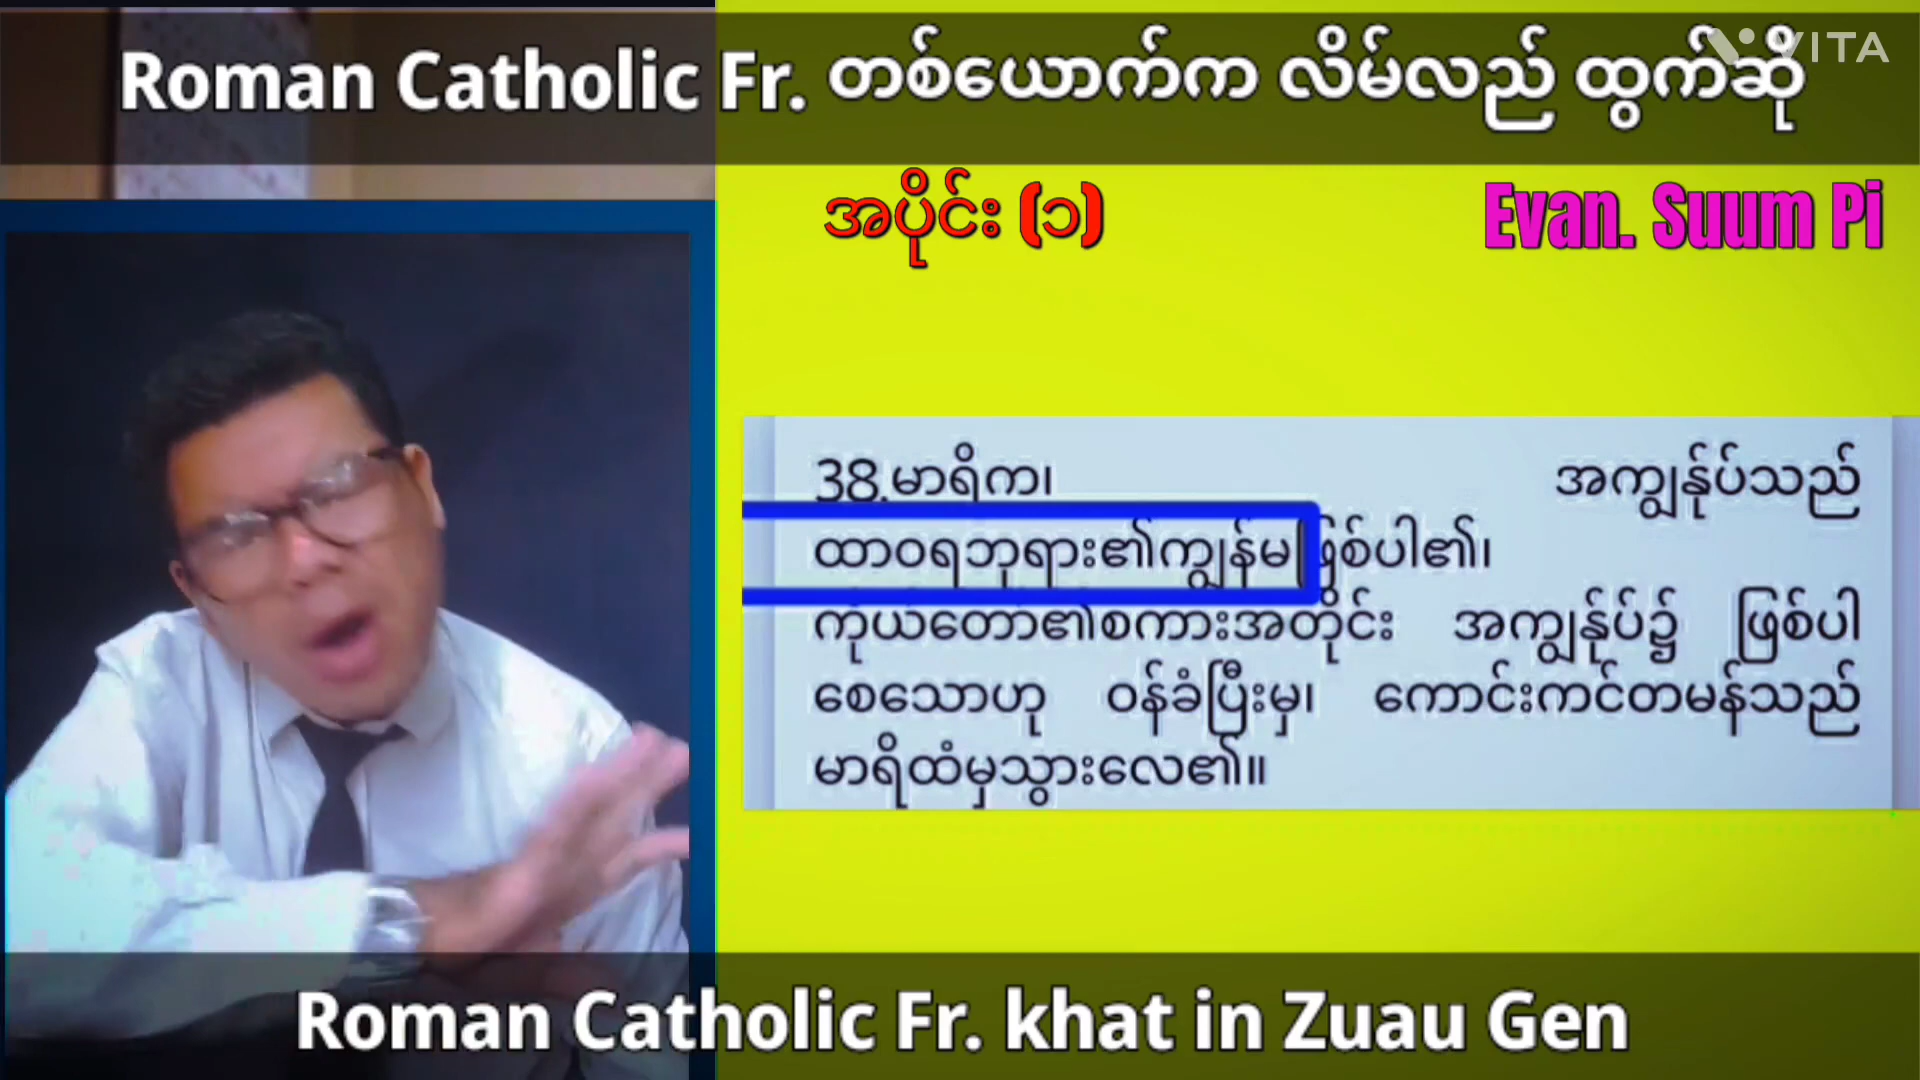 Roman Catholic Fr. တစ်ယောက်က လိမ်လည် ထွက်ဆို
VITA
အပိုင်း (၁)
Evan. Suum Pi
38.မာရိက၊ အကျွန်ုပ်သည်
ထာဝရဘုရား၏ကျွန်မဖြစ်ပါ၏၊
ကိုယ်တော်၏စကားအတိုင်း အကျွန်ုပ်၌ ဖြစ်ပါ
စေသောဟု ဝန်ခံပြီးမှ၊ ကောင်းကင်တမန်သည်
မာရိထံမှသွားလေ၏။
Roman Catholic Fr. khat in Zuau Gen